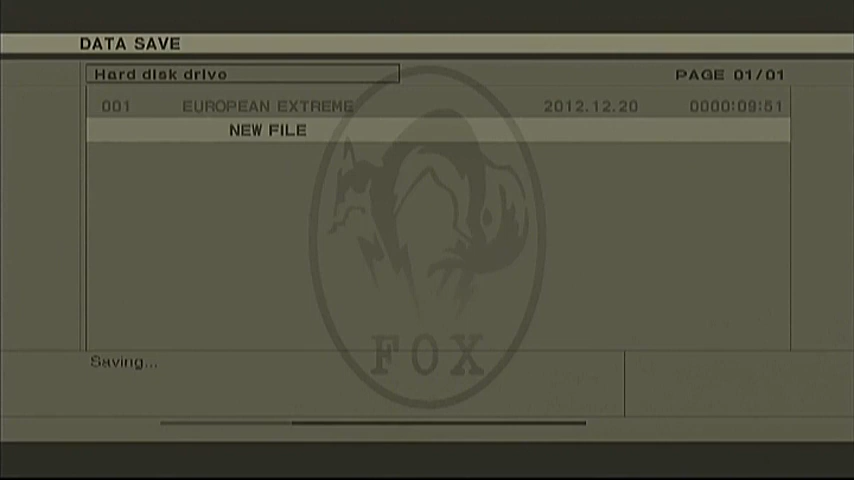 DATA SAVE
Hard disk drive PAGE 01/01
001 EUROPEAN EXTREME 2012.12.20 0000:09:51
NEW FILE
FOX
Saving...